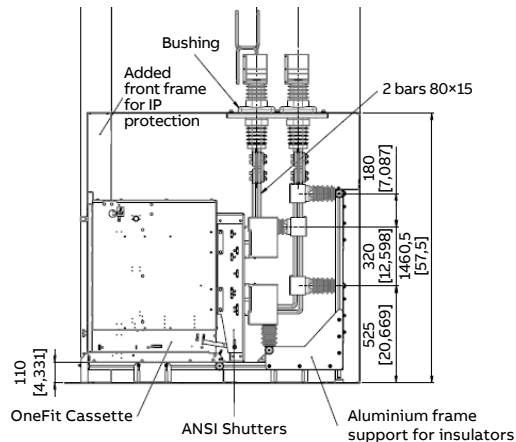 Bushing
Added
front frame
for IP
protection
2 bars 80×15
180
[7,087]
320
[12,598]
1460,5
[57,5]
525
[20,669]
110
[4,331]
OneFit Cassette
ANSI Shutters
Aluminium frame
support for insulators